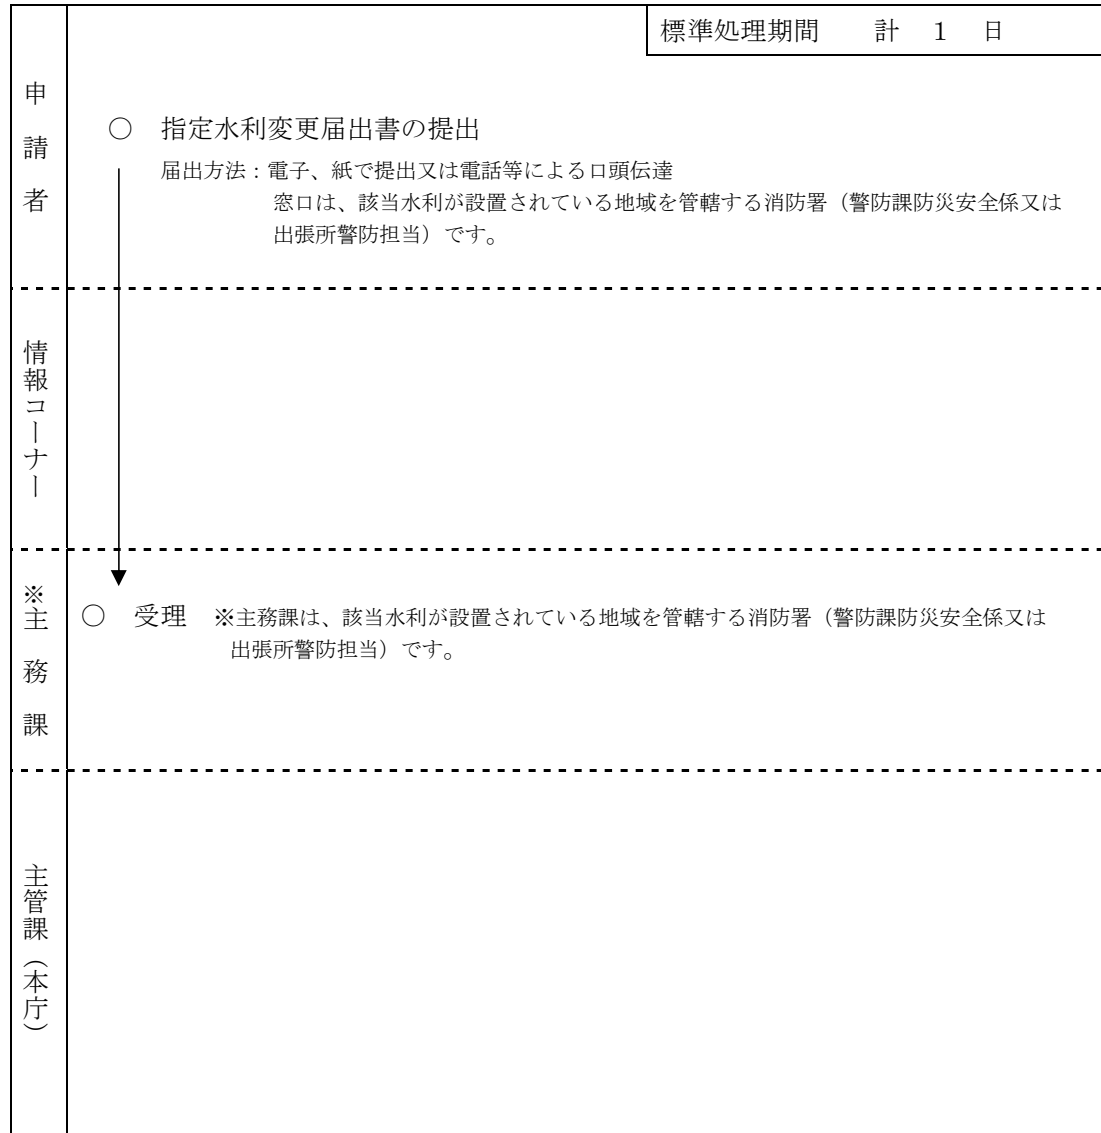 標準処理期間 計 1 日
申請者
○ 指定水利変更届出書の提出
届出方法：電子、紙で提出又は電話等による口頭伝達
窓口は、該当水利が設置されている地域を管轄する消防署（警防課防災安全係又は
出張所警防担当）です。
情報コーナー
※主務課
○ 受理 ※主務課は、該当水利が設置されている地域を管轄する消防署（警防課防災安全係又は
出張所警防担当）です。
主管課（本庁）